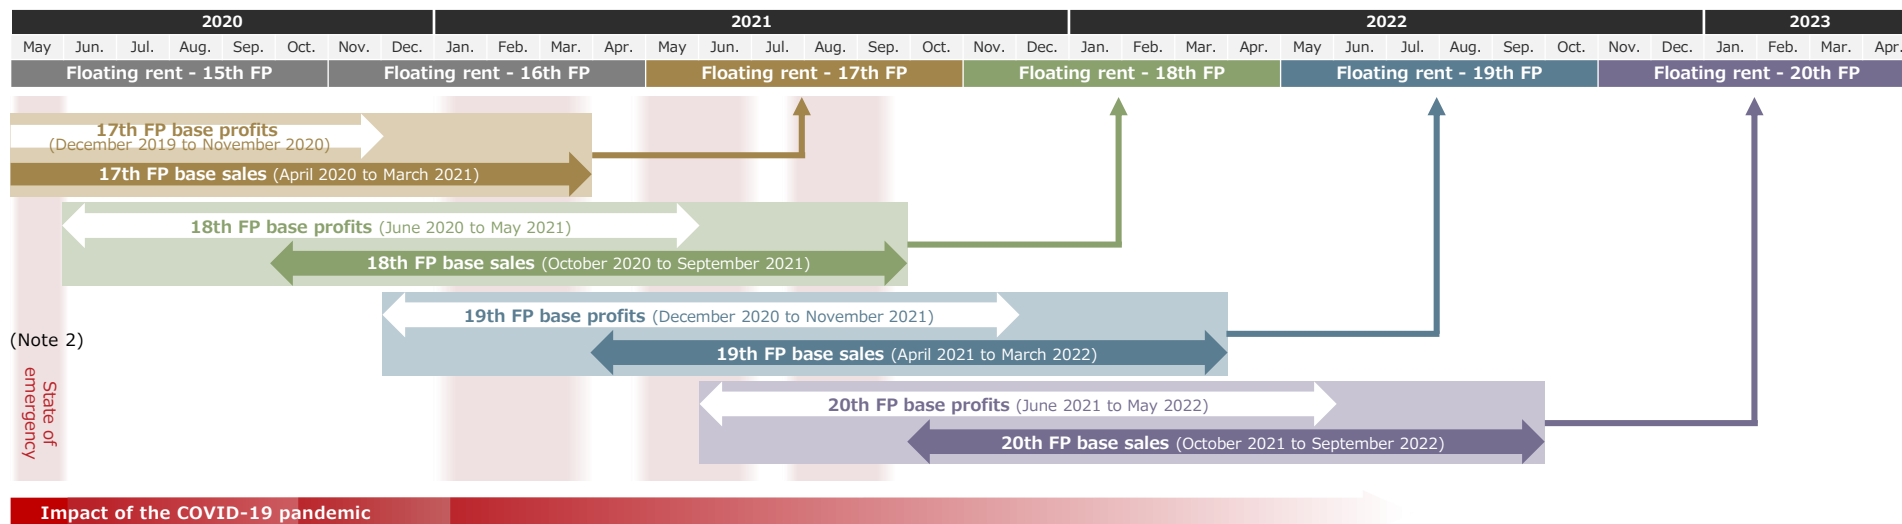 2020 2021 2022 2023
May Jun. Jul. Aug. Sep. Oct. Nov. Dec. Jan. Feb. Mar. Apr. May Jun. Jul. Aug. Sep. Oct. Nov. Dec. Jan. Feb. Mar. Apr. May Jun. Jul. Aug. Sep. Oct. Nov. Dec. Jan. Feb. Mar. Apr.
Floating rent - 15th FP Floating rent - 16th FP Floating rent - 17th FP Floating rent - 18th FP Floating rent - 19th FP Floating rent - 20th FP
17th FP base profits
(December 2019 to November 2020)
17th FP base sales (April 2020 to March 2021)
18th FP base profits (June 2020 to May 2021)
18th FP base sales (October 2020 to September 2021)
19th FP base profits (December 2020 to November 2021)
(Note 2)
19th FP base sales (April 2021 to March 2022)
State of
emergency
20th FP base profits (June 2021 to May 2022)
20th FP base sales (October 2021 to September 2022)
Impact of the COVID-19 pandemic